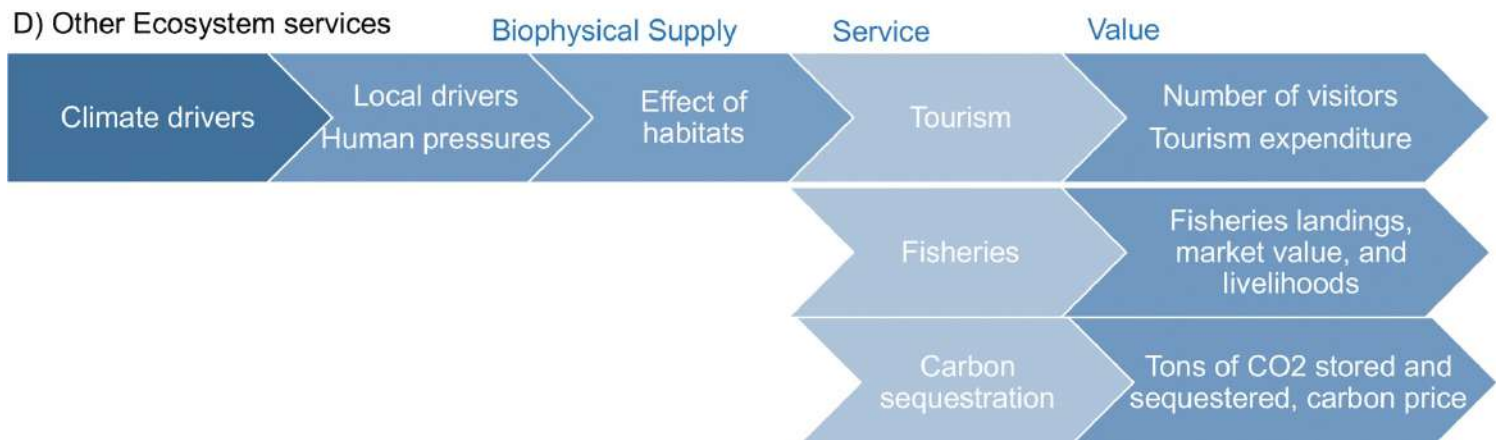 D) Other Ecosystem services
Biophysical Supply
Service
Value
Climate drivers
Local drivers
Human pressures
Effect of
habitats
Tourism
Number of visitors
Tourism expenditure
Fisheries
Fisheries landings,
market value, and
livelihoods
Carbon
sequestration
Tons of CO2 stored and
sequestered, carbon price